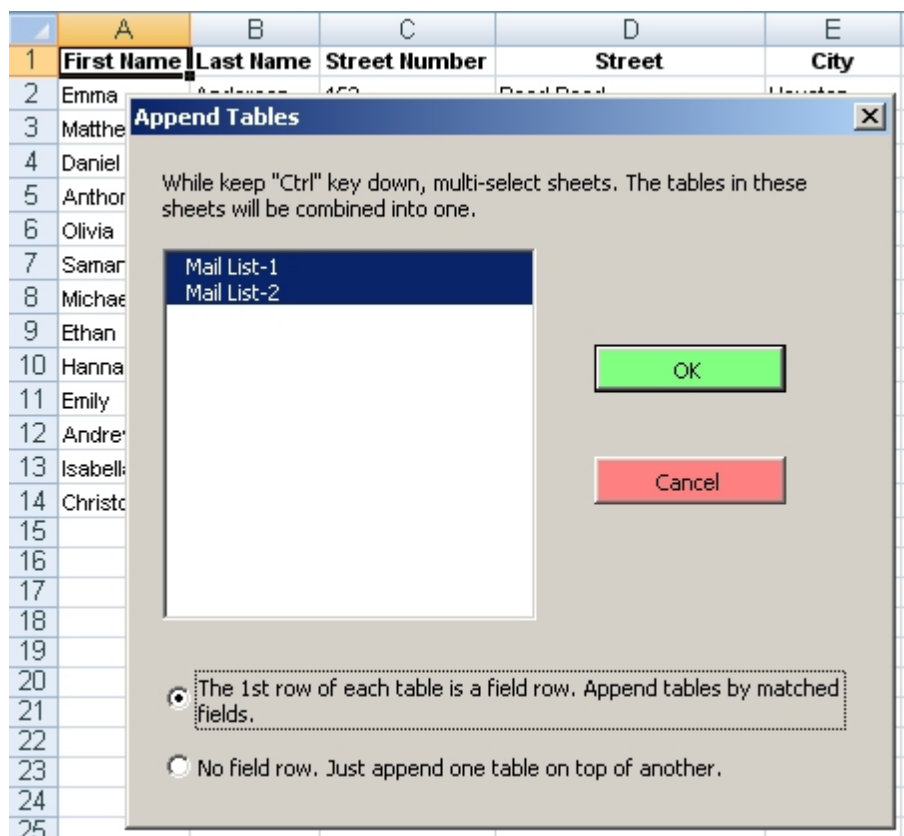 A B C D E
1 First Name Last Name Street Number Street City
2 Emma
3 Matthe
4 Daniel
5 Anthor
6 Olivia
7 Samar
8 Michae
9 Ethan
10 Hanna
11 Emily
12 Andre
13 Isabell
14 Christo
15
16
17
18
19
20
21
22
23
24
25
Append Tables
While keep "Ctrl" key down, multi-select sheets. The tables in these
sheets will be combined into one.
Mail List-1
Mail List-2
OK
Cancel
The 1st row of each table is a field row. Append tables by matched
fields.
No field row. Just append one table on top of another.